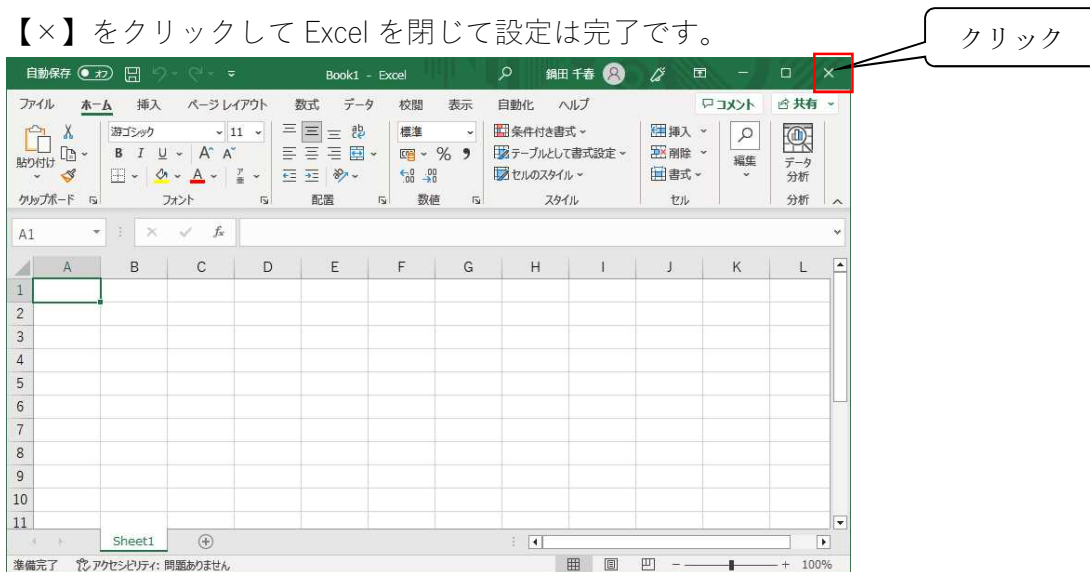 【×】をクリックして Excel を閉じて設定は完了です。
クリック
自動保存 オフ Book1 - Excel 鍋田 千春
ファイル ホーム 挿入 ページ レイアウト 数式 データ 校閲 表示 自動化 ヘルプ コメント 共有
游ゴシック 11 標準 条件付き書式 挿入
貼り付け B I U A A % 9 テーブルとして書式設定 削除 編集 データ分析
A セルのスタイル 書式
クリップボード フォント 配置 数値 スタイル セル 分析
A1 fx
A B C D E F G H I J K L
1
2
3
4
5
6
7
8
9
10
11
Sheet1
準備完了 アクセシビリティ: 問題ありません 100%